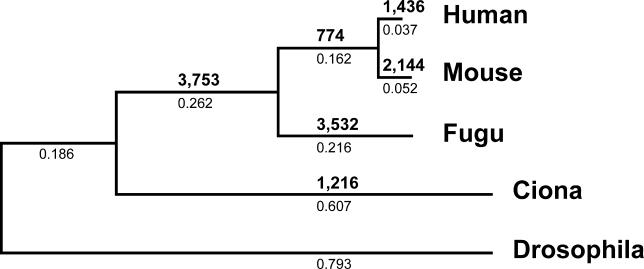 1,436
Human
0.037
774
0.162
2,144
Mouse
0.052
3,753
0.262
3,532
Fugu
0.216
0.186
1,216
Ciona
0.607
Drosophila
0.793